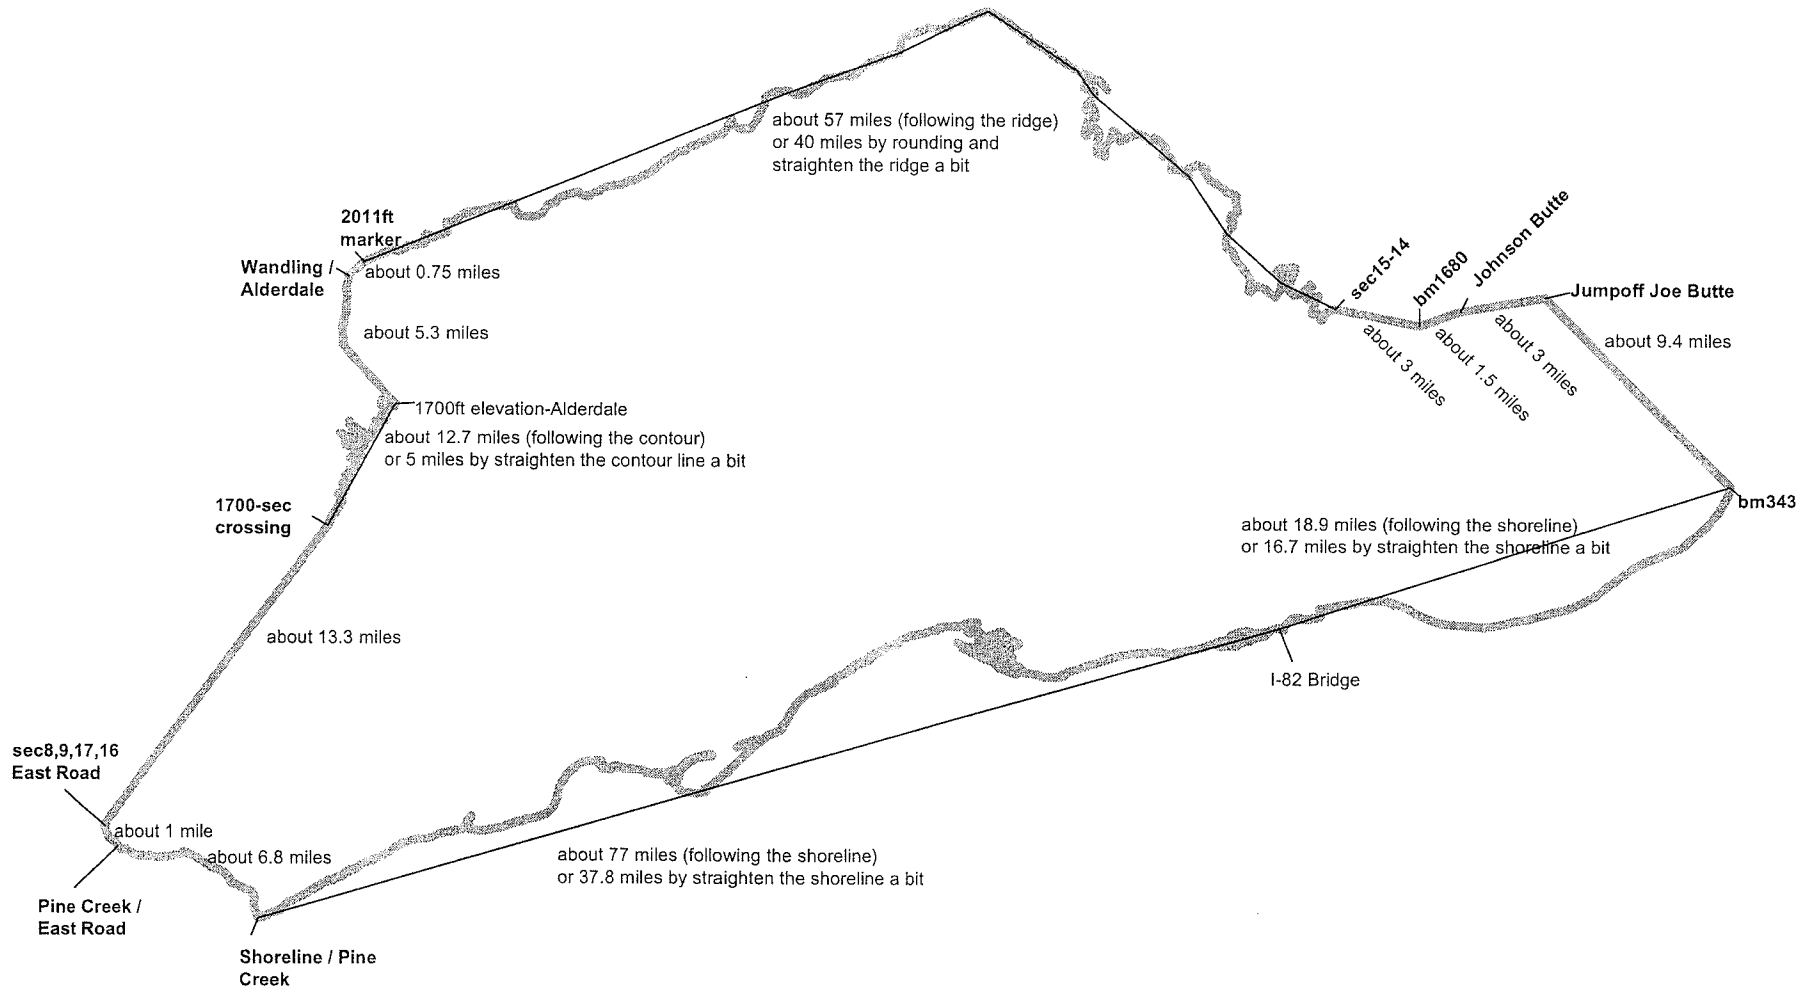 about 57 miles (following the ridge)
or 40 miles by rounding and
straighten the ridge a bit
2011ft
marker
Wandling /
Alderdale
about 0.75 miles
about 5.3 miles
sec15-14
bm1680
Johnson Butte
Jumpoff Joe Butte
about 3 miles
about 1.5 miles
about 3 miles
about 9.4 miles
1700ft elevation-Alderdale
about 12.7 miles (following the contour)
or 5 miles by straighten the contour line a bit
1700-sec
crossing
bm343
about 18.9 miles (following the shoreline)
or 16.7 miles by straighten the shoreline a bit
about 13.3 miles
I-82 Bridge
sec8,9,17,16
East Road
about 1 mile
about 6.8 miles
about 77 miles (following the shoreline)
or 37.8 miles by straighten the shoreline a bit
Pine Creek /
East Road
Shoreline / Pine
Creek